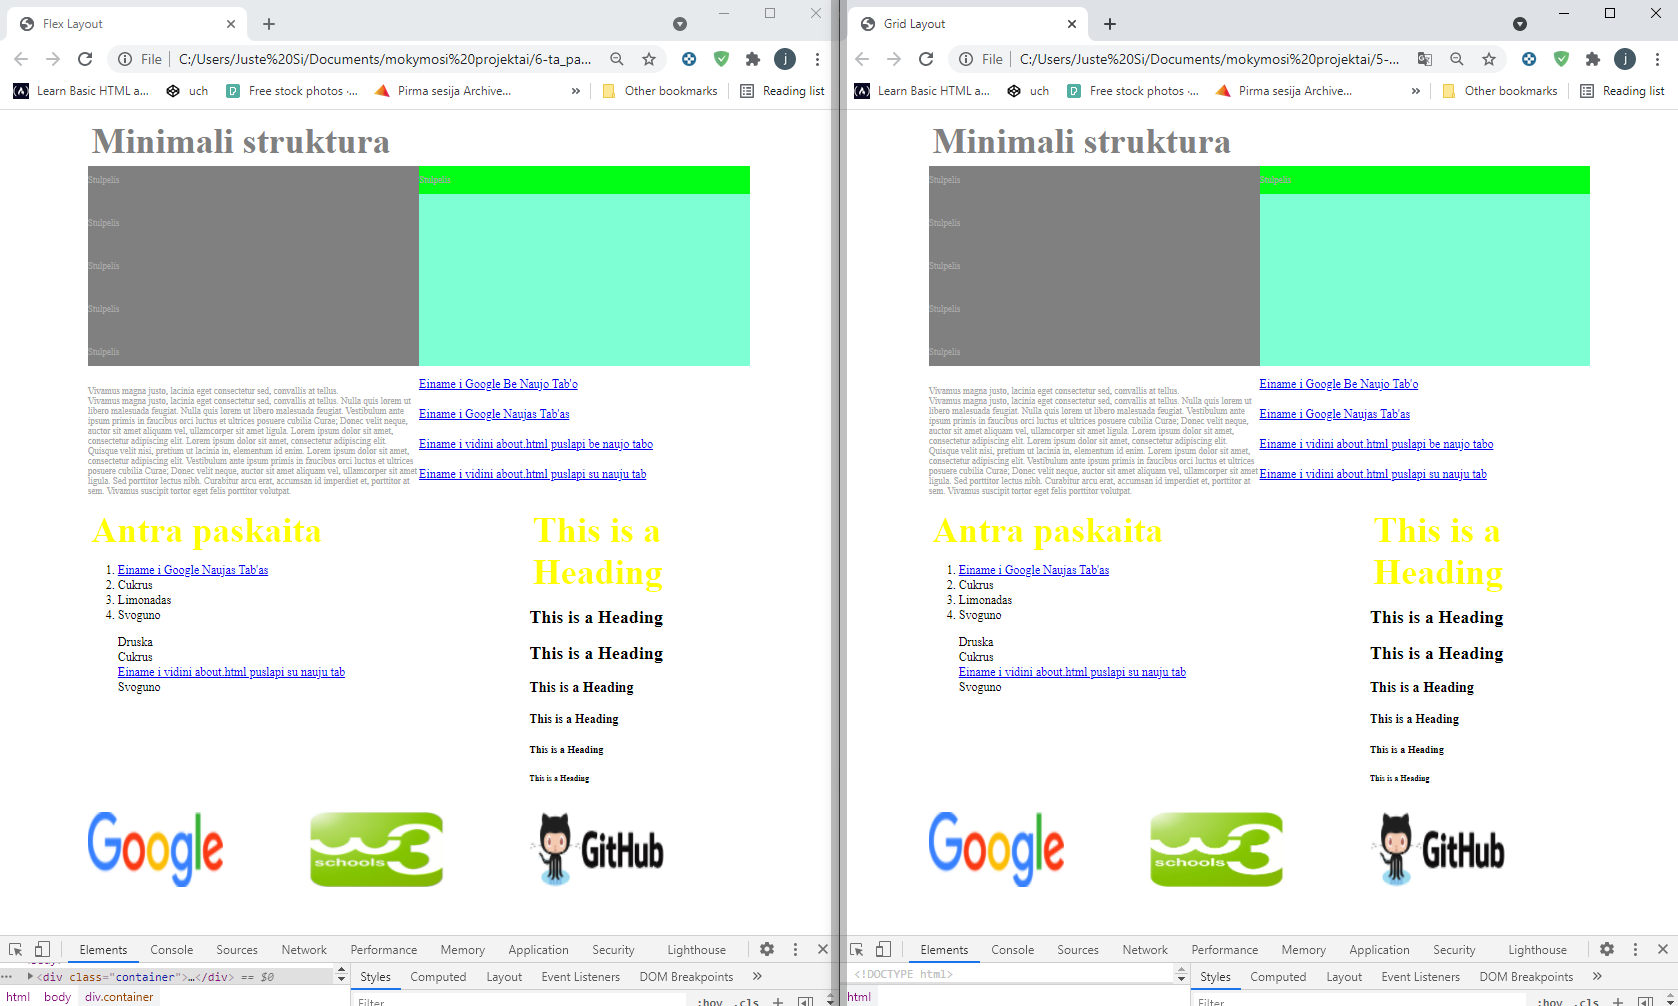 Flex Layout
File
C:/Users/Juste%20Si/Documents/mokymosi%20projektai/6-ta_pa...
j
Learn Basic HTML a...
uch
Free stock photos -...
Pirma sesija Archive...
»
Other bookmarks
Reading list
Minimali struktura
Stulpelis
Stulpelis
Stulpelis
Stulpelis
Stulpelis
Stulpelis
Vivamus magna justo, lacinia eget consectetur sed, convallis at tellus.
Vivamus magna justo, lacinia eget consectetur sed, convallis at tellus. Nulla quis lorem ut
libero malesuada feugiat. Nulla quis lorem ut libero malesuada feugiat. Vestibulum ante
ipsum primis in faucibus orci luctus et ultrices posuere cubilia Curae; Donec velit neque,
auctor sit amet aliquam vel, ullamcorper sit amet ligula. Lorem ipsum dolor sit amet,
consectetur adipiscing elit. Lorem ipsum dolor sit amet, consectetur adipiscing elit.
Quisque velit nisi, pretium ut lacinia in, elementum id enim. Lorem ipsum dolor sit amet,
consectetur adipiscing elit. Vestibulum ante ipsum primis in faucibus orci luctus et ultrices
posuere cubilia Curae; Donec velit neque, auctor sit amet aliquam vel, ullamcorper sit amet
ligula. Sed porttitor lectus nibh. Curabitur arcu erat, accumsan id imperdiet et, porttitor at
sem. Vivamus suscipit tortor eget felis porttitor volutpat.
Einame i Google Be Naujo Tab'o
Einame i Google Naujas Tab'as
Einame i vidini about.html puslapi be naujo tabo
Einame i vidini about.html puslapi su nauju tab
Antra paskaita
1. Einame i Google Naujas Tab'as
2. Cukrus
3. Limonadas
4. Svoguno
Druska
Cukrus
Einame i vidini about.html puslapi su nauju tab
Svoguno
This is a
Heading
This is a Heading
This is a Heading
This is a Heading
This is a Heading
This is a Heading
This is a Heading
Google
w3
schools
GitHub
Elements
Console
Sources
Network
Performance
Memory
Application
Security
Lighthouse
<div class="container">…</div> == $0
html
body
div.container
Styles
Computed
Layout
Event Listeners
DOM Breakpoints
»
Filter
:hov
.cls
Grid Layout
File
C:/Users/Juste%20Si/Documents/mokymosi%20projektai/5-...
j
Learn Basic HTML a...
uch
Free stock photos -...
Pirma sesija Archive...
»
Other bookmarks
Reading list
Minimali struktura
Stulpelis
Stulpelis
Stulpelis
Stulpelis
Stulpelis
Stulpelis
Vivamus magna justo, lacinia eget consectetur sed, convallis at tellus.
Vivamus magna justo, lacinia eget consectetur sed, convallis at tellus. Nulla quis lorem ut
libero malesuada feugiat. Nulla quis lorem ut libero malesuada feugiat. Vestibulum ante
ipsum primis in faucibus orci luctus et ultrices posuere cubilia Curae; Donec velit neque,
auctor sit amet aliquam vel, ullamcorper sit amet ligula. Lorem ipsum dolor sit amet,
consectetur adipiscing elit. Lorem ipsum dolor sit amet, consectetur adipiscing elit.
Quisque velit nisi, pretium ut lacinia in, elementum id enim. Lorem ipsum dolor sit amet,
consectetur adipiscing elit. Vestibulum ante ipsum primis in faucibus orci luctus et ultrices
posuere cubilia Curae; Donec velit neque, auctor sit amet aliquam vel, ullamcorper sit amet
ligula. Sed porttitor lectus nibh. Curabitur arcu erat, accumsan id imperdiet et, porttitor at
sem. Vivamus suscipit tortor eget felis porttitor volutpat.
Einame i Google Be Naujo Tab'o
Einame i Google Naujas Tab'as
Einame i vidini about.html puslapi be naujo tabo
Einame i vidini about.html puslapi su nauju tab
Antra paskaita
1. Einame i Google Naujas Tab'as
2. Cukrus
3. Limonadas
4. Svoguno
Druska
Cukrus
Einame i vidini about.html puslapi su nauju tab
Svoguno
This is a
Heading
This is a Heading
This is a Heading
This is a Heading
This is a Heading
This is a Heading
This is a Heading
Google
w3
schools
GitHub
Elements
Console
Sources
Network
Performance
Memory
Application
Security
Lighthouse
<!DOCTYPE html>
html
Styles
Computed
Layout
Event Listeners
DOM Breakpoints
»
Filter
:hov
.cls